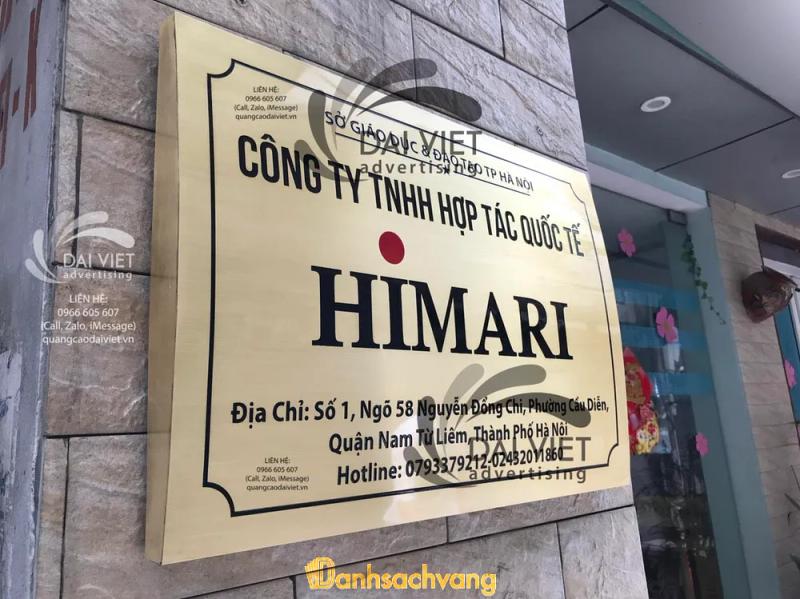 LIÊN HỆ:
0966 605 607
(Call, Zalo, iMessage)
quangcaodaiviet.vn
SỞ GIÁO DỤC & ĐÀO TẠO TP HÀ NỘI
DAI VIET
advertising
CÔNG TY TNHH HỢP TÁC QUỐC TẾ
HIMARI
DAI VIET
advertising
LIÊN HỆ:
0966 605 607
(Call, Zalo, iMessage)
quangcaodaiviet.vn
Địa Chỉ: Số 1, Ngõ 58 Nguyễn Đổng Chi, Phường Cầu Diễn,
Quận Nam Từ Liêm, Thành Phố Hà Nội
Hotline: 0793379212-02432011860
DAI VIET
advertising
LIÊN HỆ:
0966 605 607
(Call, Zalo, iMessage)
quangcaodaiviet.vn
Danhsachvang